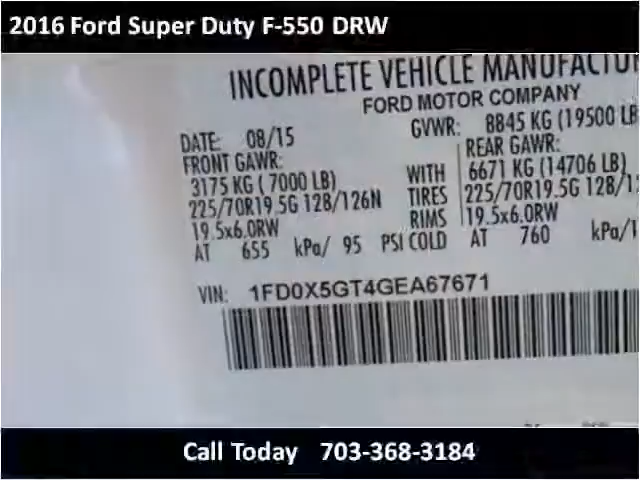 2016 Ford Super Duty F-550 DRW
INCOMPLETE VEHICLE MANUFACTUR
FORD MOTOR COMPANY
DATE: 08/15 GVWR: 8845 KG (19500 LB
FRONT GAWR: REAR GAWR:
3175 KG ( 7000 LB) WITH 6671 KG (14706 LB)
225/70R19.5G 128/126N TIRES 225/70R19.5G 128/12
19.5x6.0RW RIMS 19.5x6.0RW
AT 655 kPa/ 95 PSI COLD AT 760 kPa/1
VIN: 1FD0X5GT4GEA67671
Call Today 703-368-3184